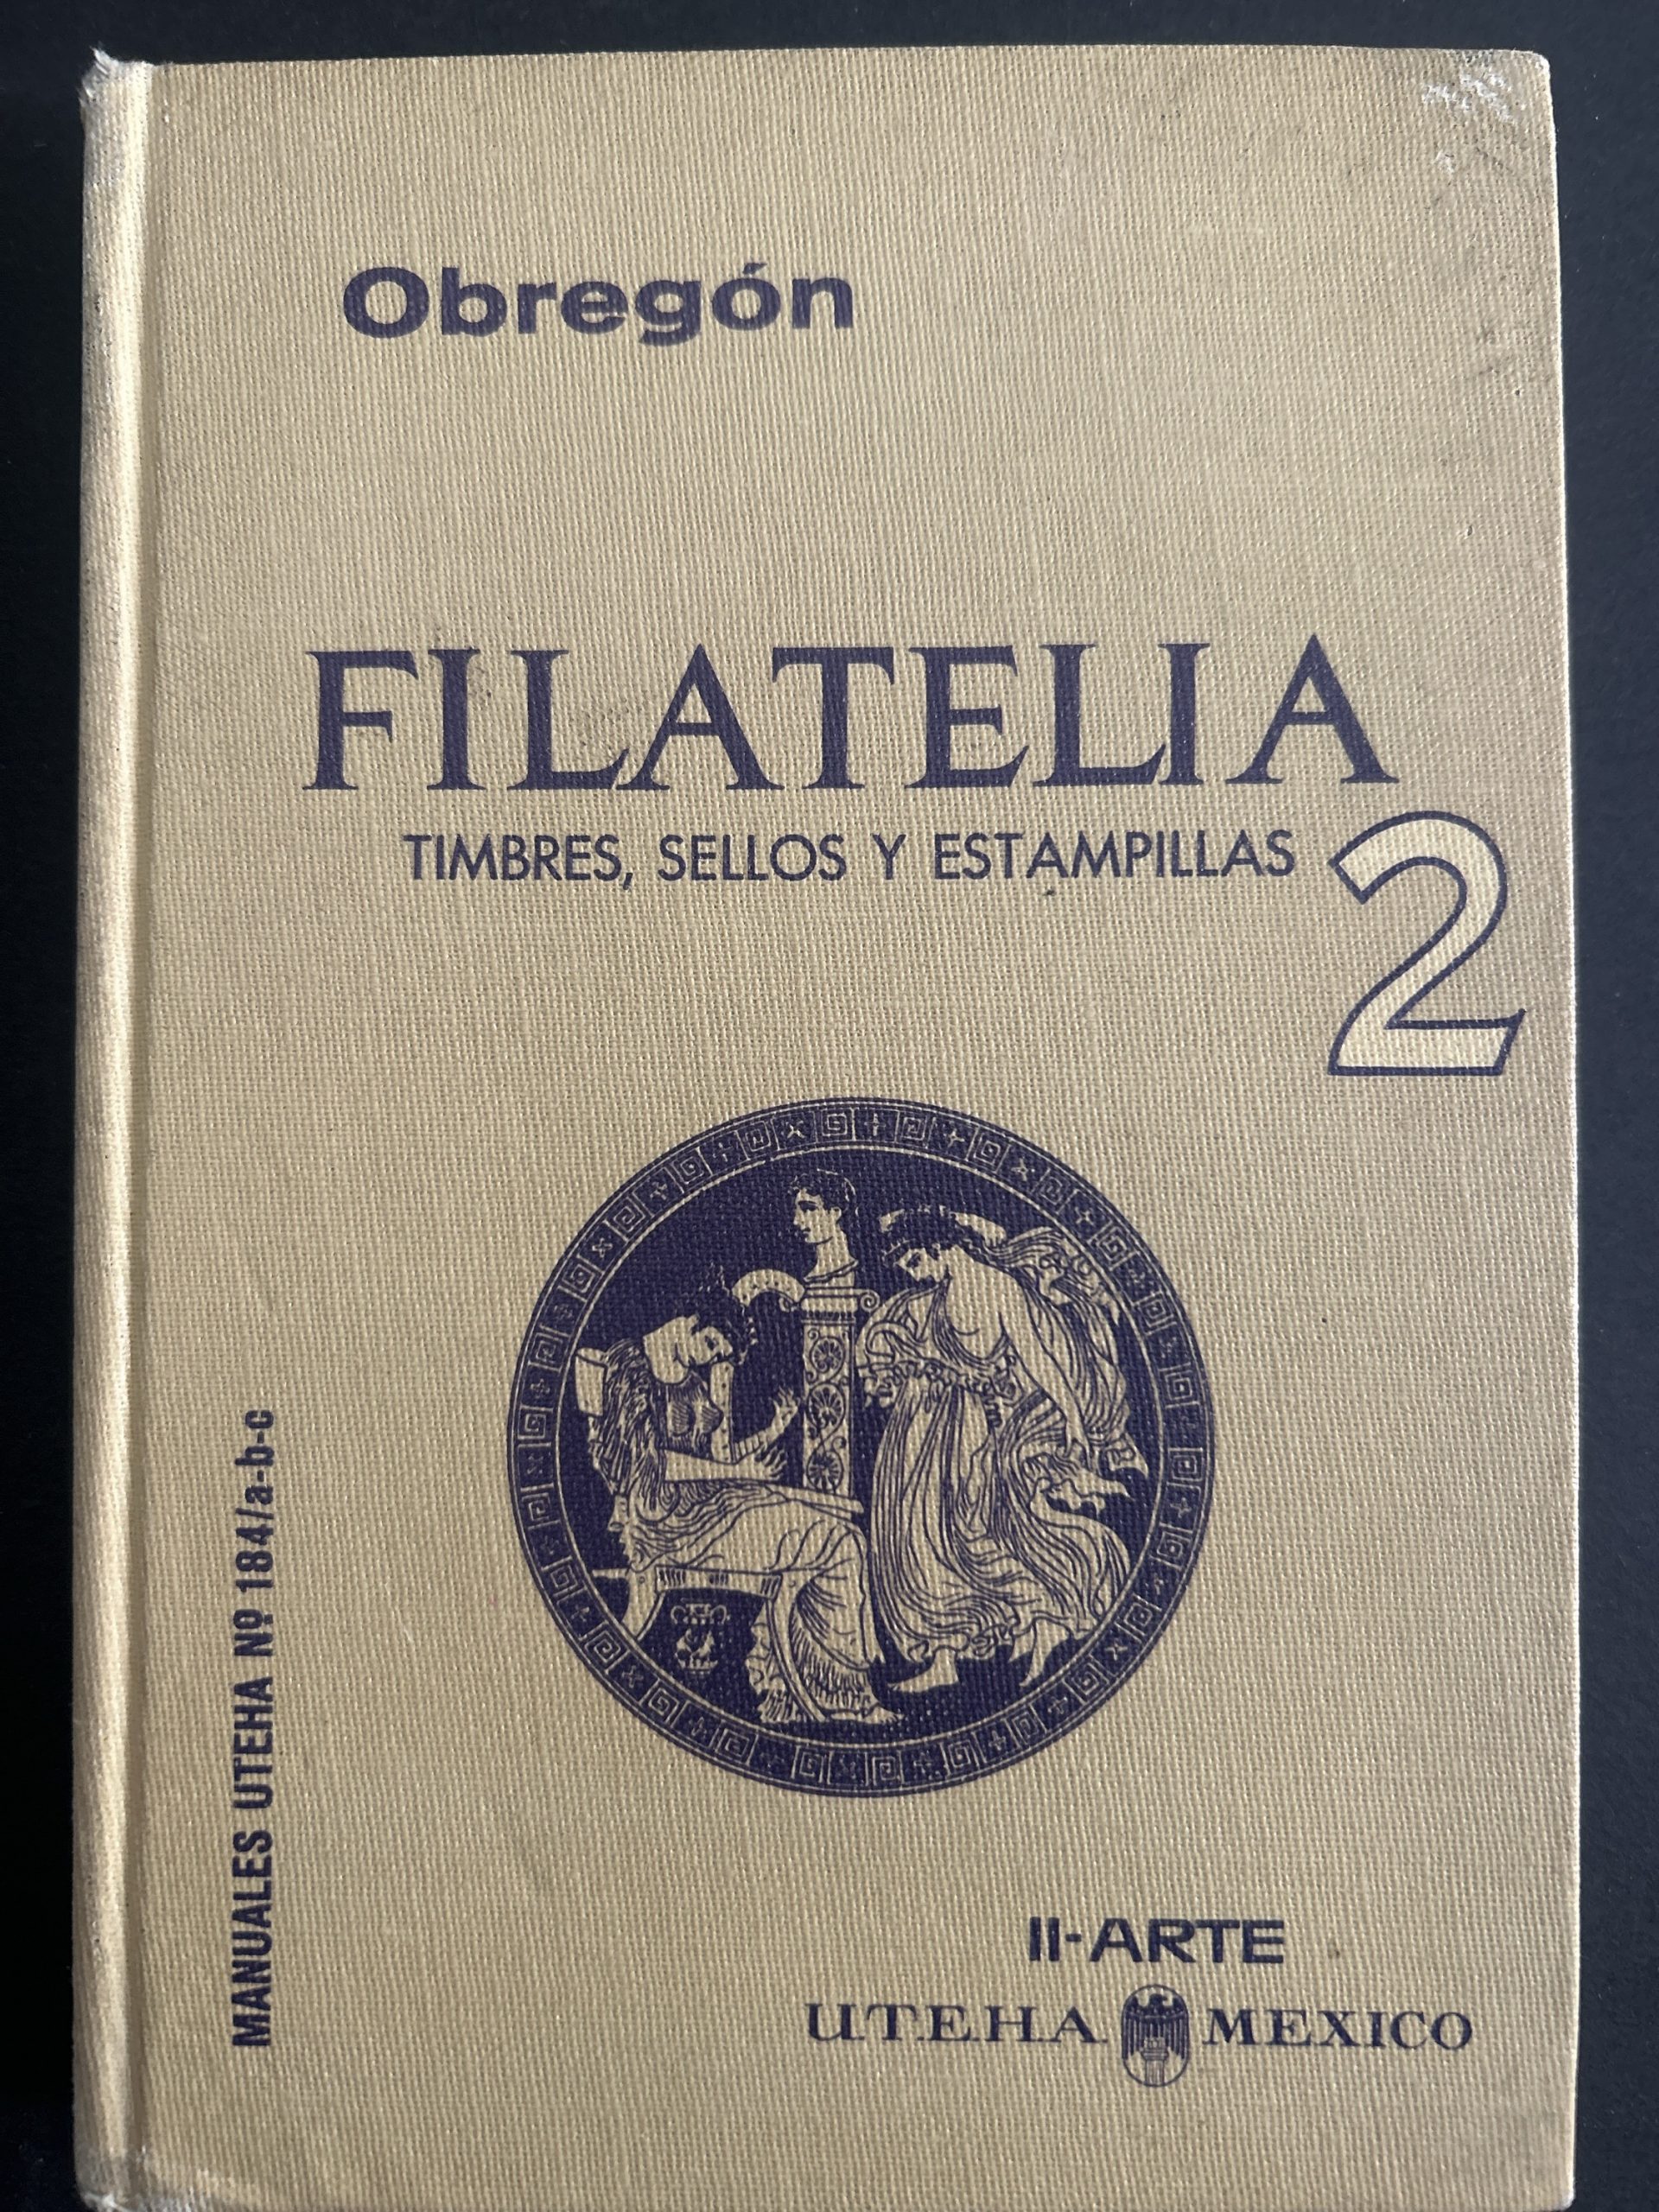 Obregón
FILATELIA
TIMBRES, SELLOS Y ESTAMPILLAS
2
MANUALES UTEHA Nº 184/a-b-c
II-ARTE
U.T.E.H.A. MEXICO